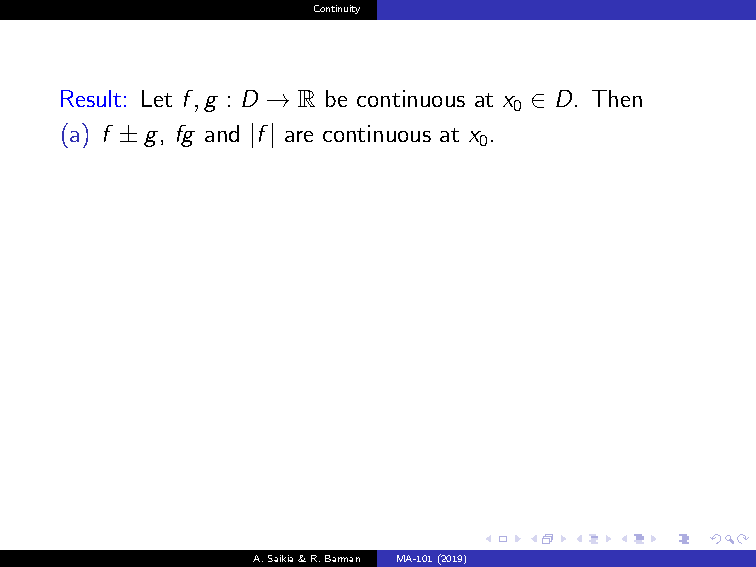 Continuity
Result: Let f, g : D → ℝ be continuous at x₀ ∈ D. Then
(a) f ± g, fg and |f| are continuous at x₀.
A. Saikia & R. Barman MA-101 (2019)